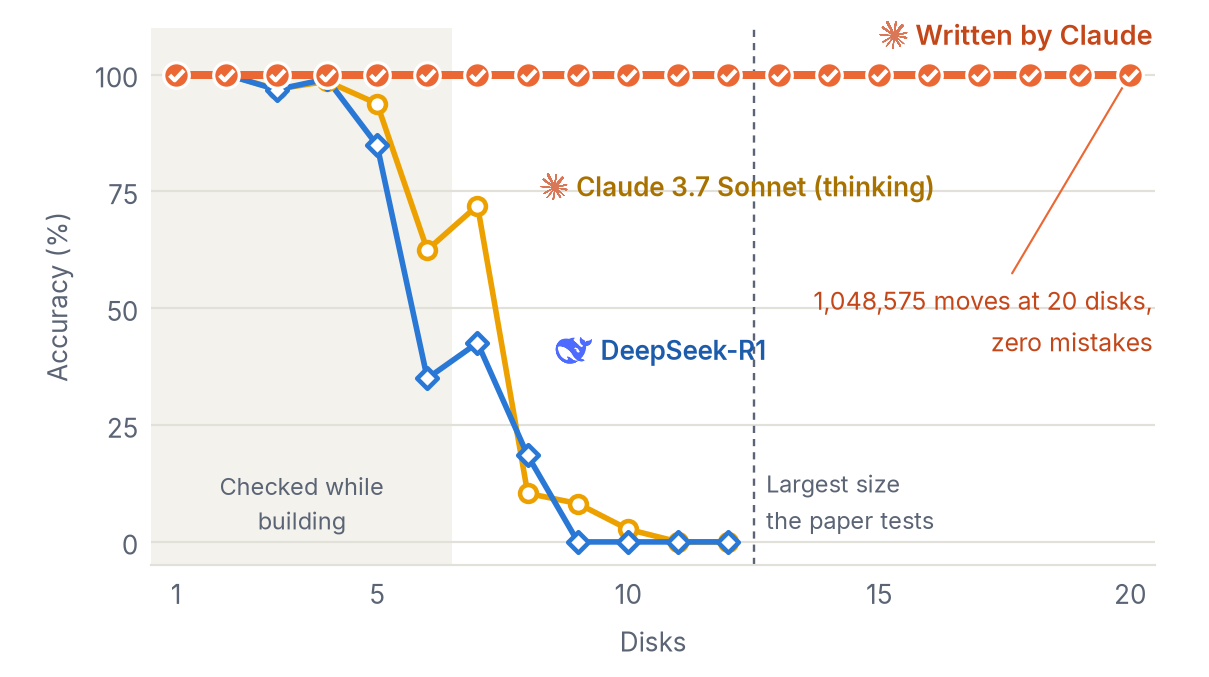 Written by Claude
100
75
50
25
0
Accuracy (%)
Claude 3.7 Sonnet (thinking)
1,048,575 moves at 20 disks,
zero mistakes
DeepSeek-R1
Checked while
building
Largest size
the paper tests
1
5
10
15
20
Disks